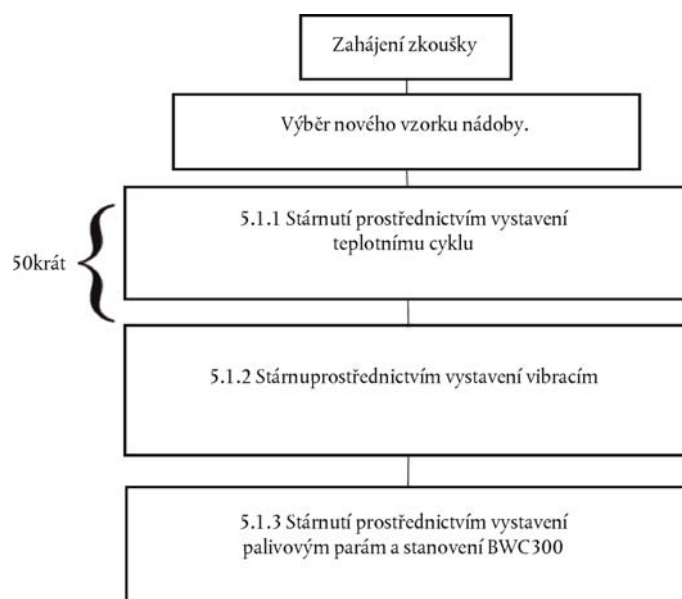 Zahájení zkoušky
Výběr nového vzorku nádoby.
50krát
5.1.1 Stárnutí prostřednictvím vystavení
teplotnímu cyklu
5.1.2 Stárnuprostřednictvím vystavení vibracím
5.1.3 Stárnutí prostřednictvím vystavení
palivovým parám a stanovení BWC300